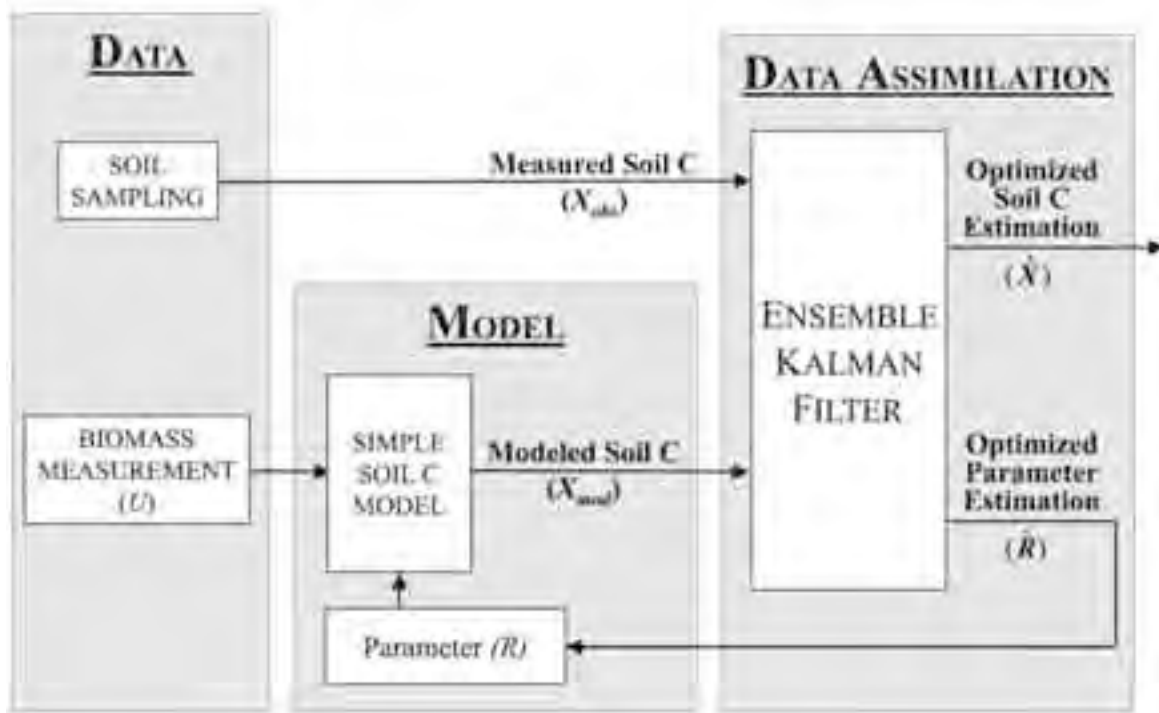 DATA
SOIL
SAMPLING
BIOMASS
MEASUREMENT
(U)
MODEL
SIMPLE
SOIL C
MODEL
Parameter (R)
Measured Soil C
(X_obs)
Modeled Soil C
(X_mod)
DATA ASSIMILATION
ENSEMBLE
KALMAN
FILTER
Optimized
Soil C
Estimation
(X̂)
Optimized
Parameter
Estimation
(R̂)